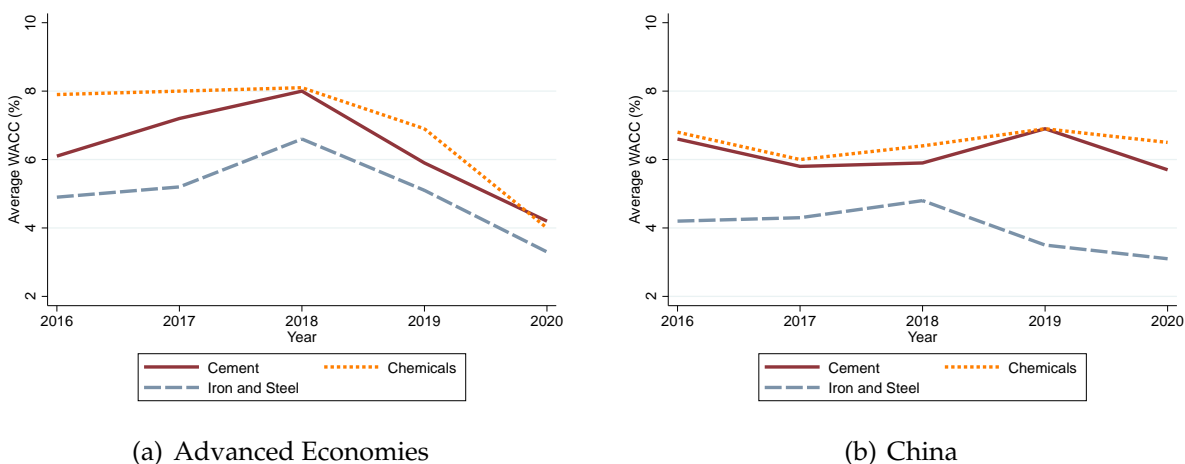 Average WACC (%)
10
8
6
4
2
2016 2017 2018 2019 2020
Year
Cement Chemicals
Iron and Steel
(a) Advanced Economies
Average WACC (%)
10
8
6
4
2
2016 2017 2018 2019 2020
Year
Cement Chemicals
Iron and Steel
(b) China